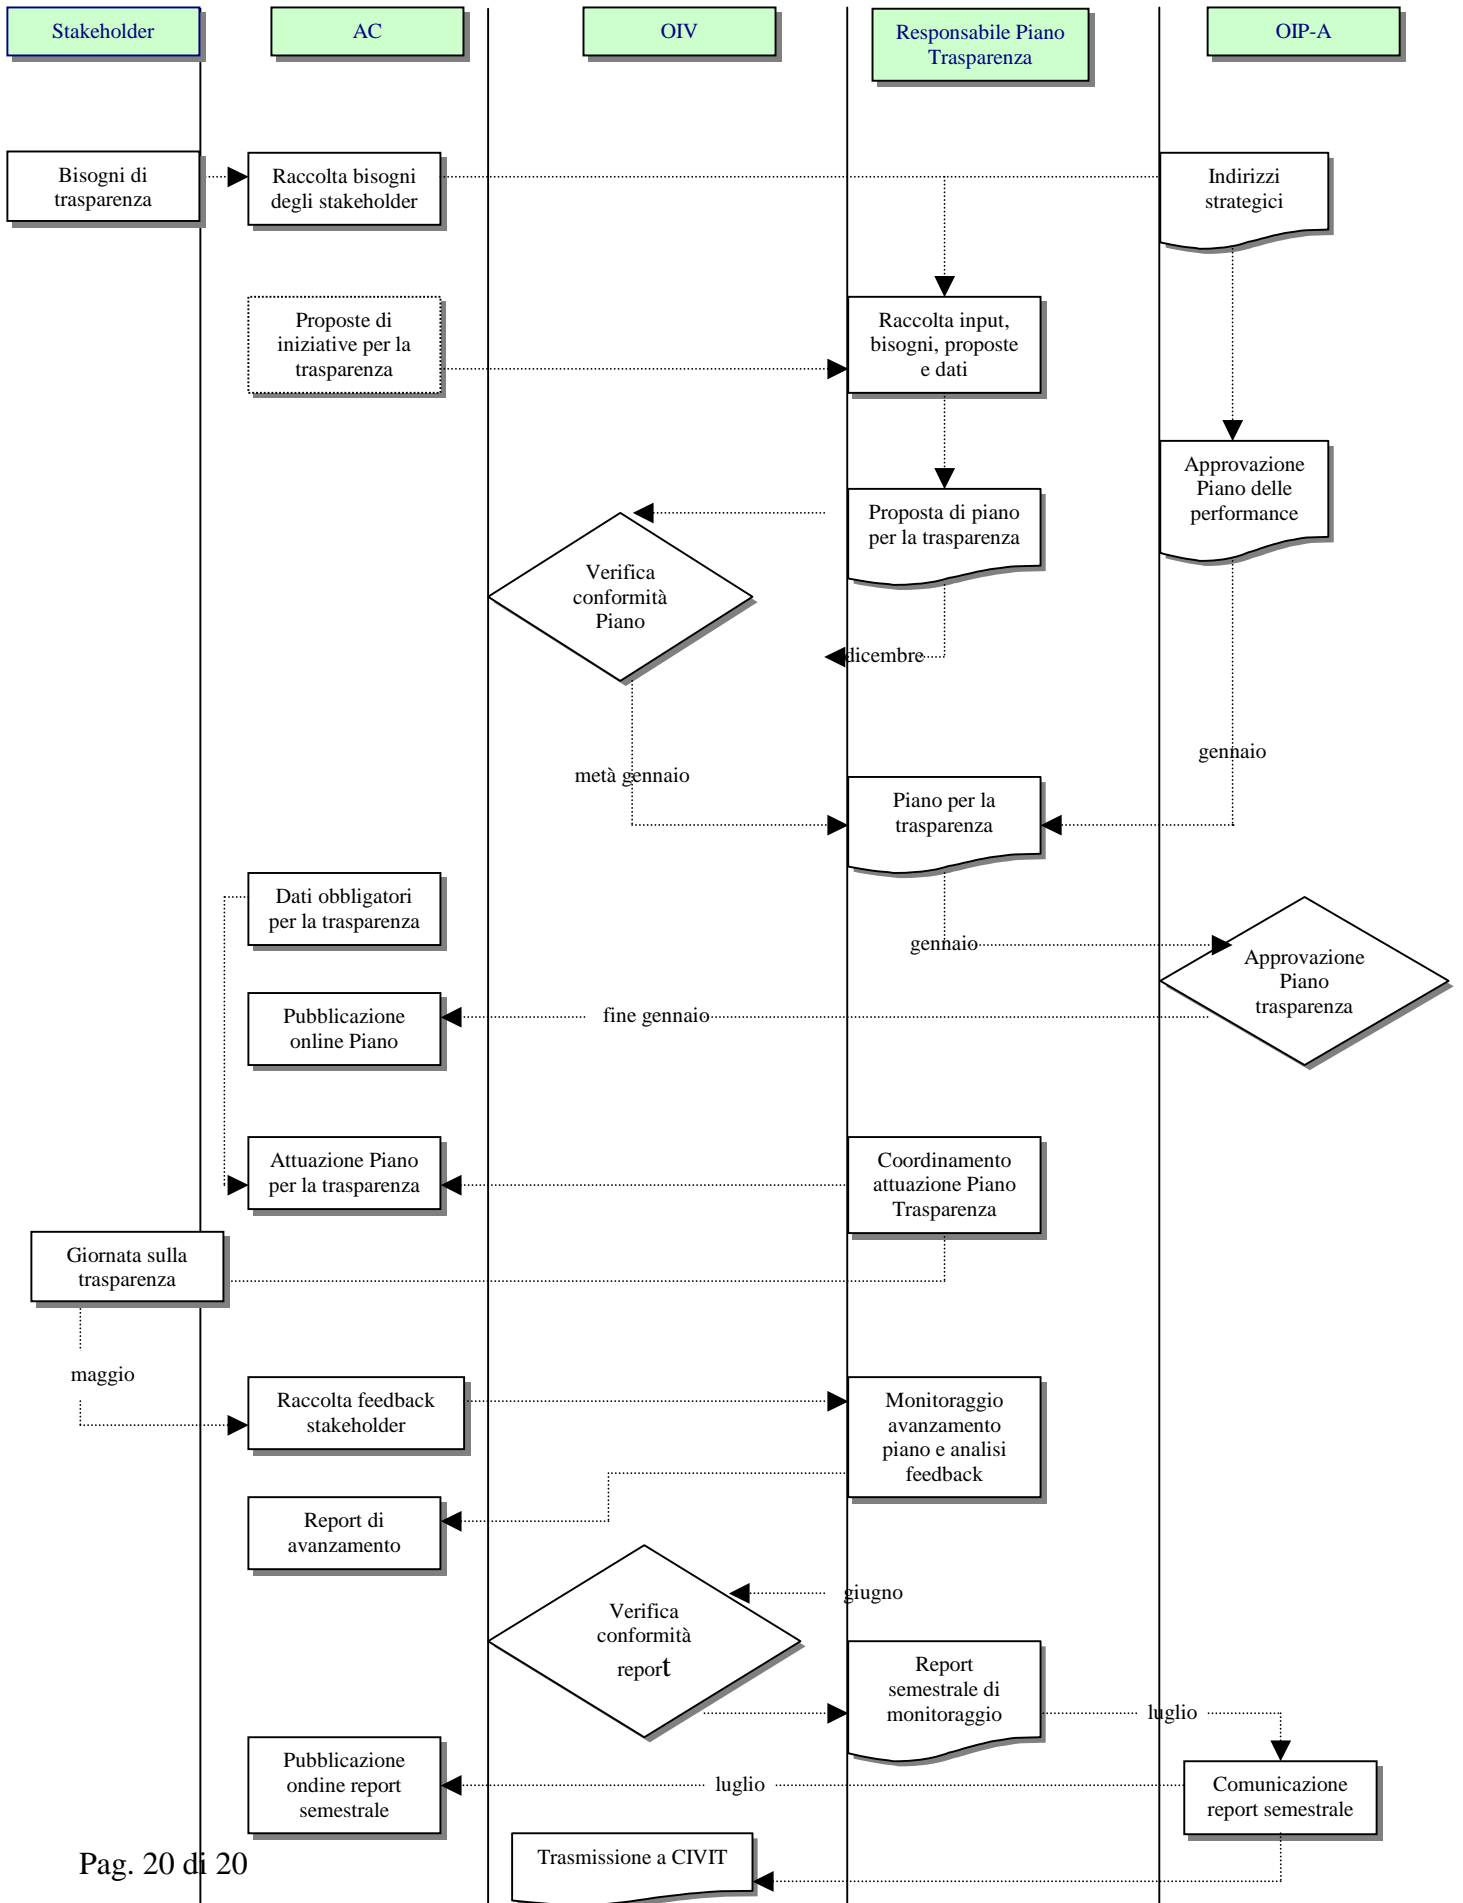 Stakeholder
AC
OIV
Responsabile Piano
Trasparenza
OIP-A
Bisogni di
trasparenza
Raccolta bisogni
degli stakeholder
Indirizzi
strategici
Proposte di
iniziative per la
trasparenza
Raccolta input,
bisogni, proposte
e dati
Approvazione
Piano delle
performance
Proposta di piano
per la trasparenza
Verifica
conformità
Piano
dicembre
gennaio
metà gennaio
Piano per la
trasparenza
Dati obbligatori
per la trasparenza
gennaio
Approvazione
Piano
trasparenza
Pubblicazione
online Piano
fine gennaio
Attuazione Piano
per la trasparenza
Coordinamento
attuazione Piano
Trasparenza
Giornata sulla
trasparenza
maggio
Raccolta feedback
stakeholder
Monitoraggio
avanzamento
piano e analisi
feedback
Report di
avanzamento
giugno
Verifica
conformità
report
Report
semestrale di
monitoraggio
luglio
Pubblicazione
ondine report
semestrale
luglio
Comunicazione
report semestrale
Trasmissione a CIVIT
Pag. 20 di 20